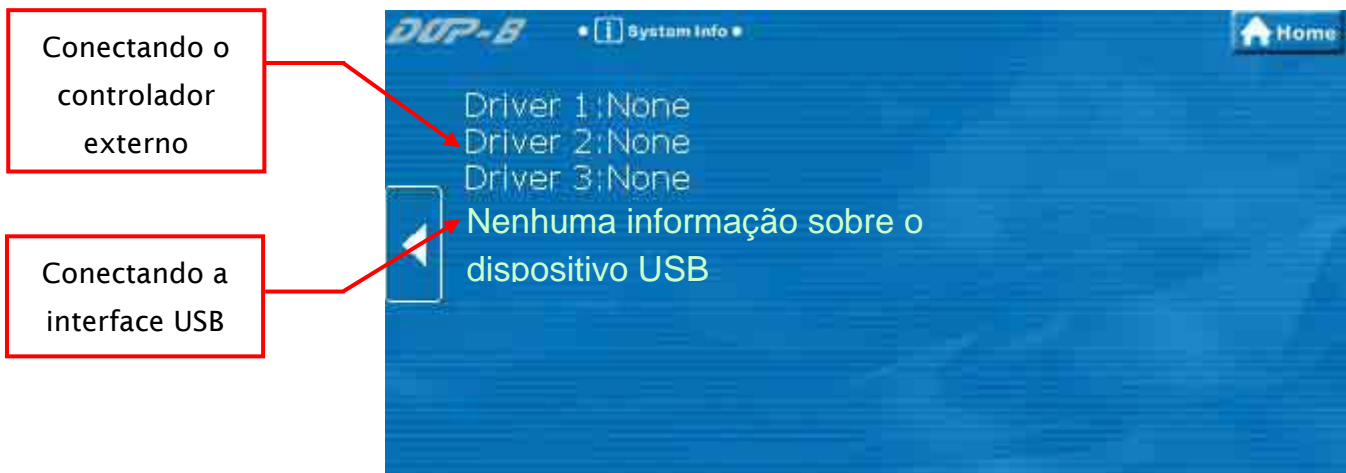 Conectando o
controlador
externo
Conectando a
interface USB
DOP-B
• [i] System Info •
Home
Driver 1:None
Driver 2:None
Driver 3:None
Nenhuma informação sobre o
dispositivo USB